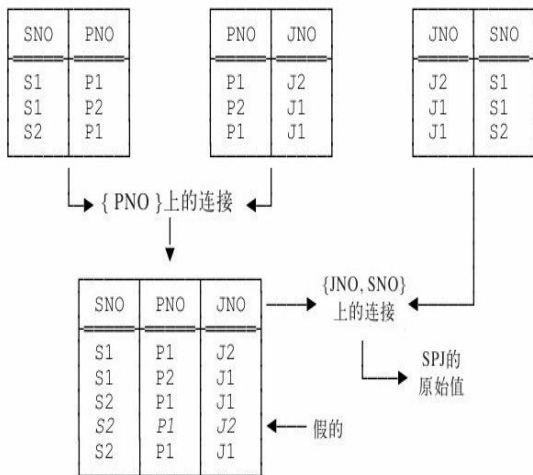 SNO PNO PNO JNO JNO SNO
S1 P1 P1 J2 J2 S1
S1 P2 P2 J1 J1 S1
S2 P1 P1 J1 J1 S2
{ PNO }上的连接
SNO PNO JNO
{JNO, SNO}
上的连接
S1 P1 J2
S1 P2 J1
S2 P1 J1
S2 P1 J2
S2 P1 J1
SPJ的
原始值
假的